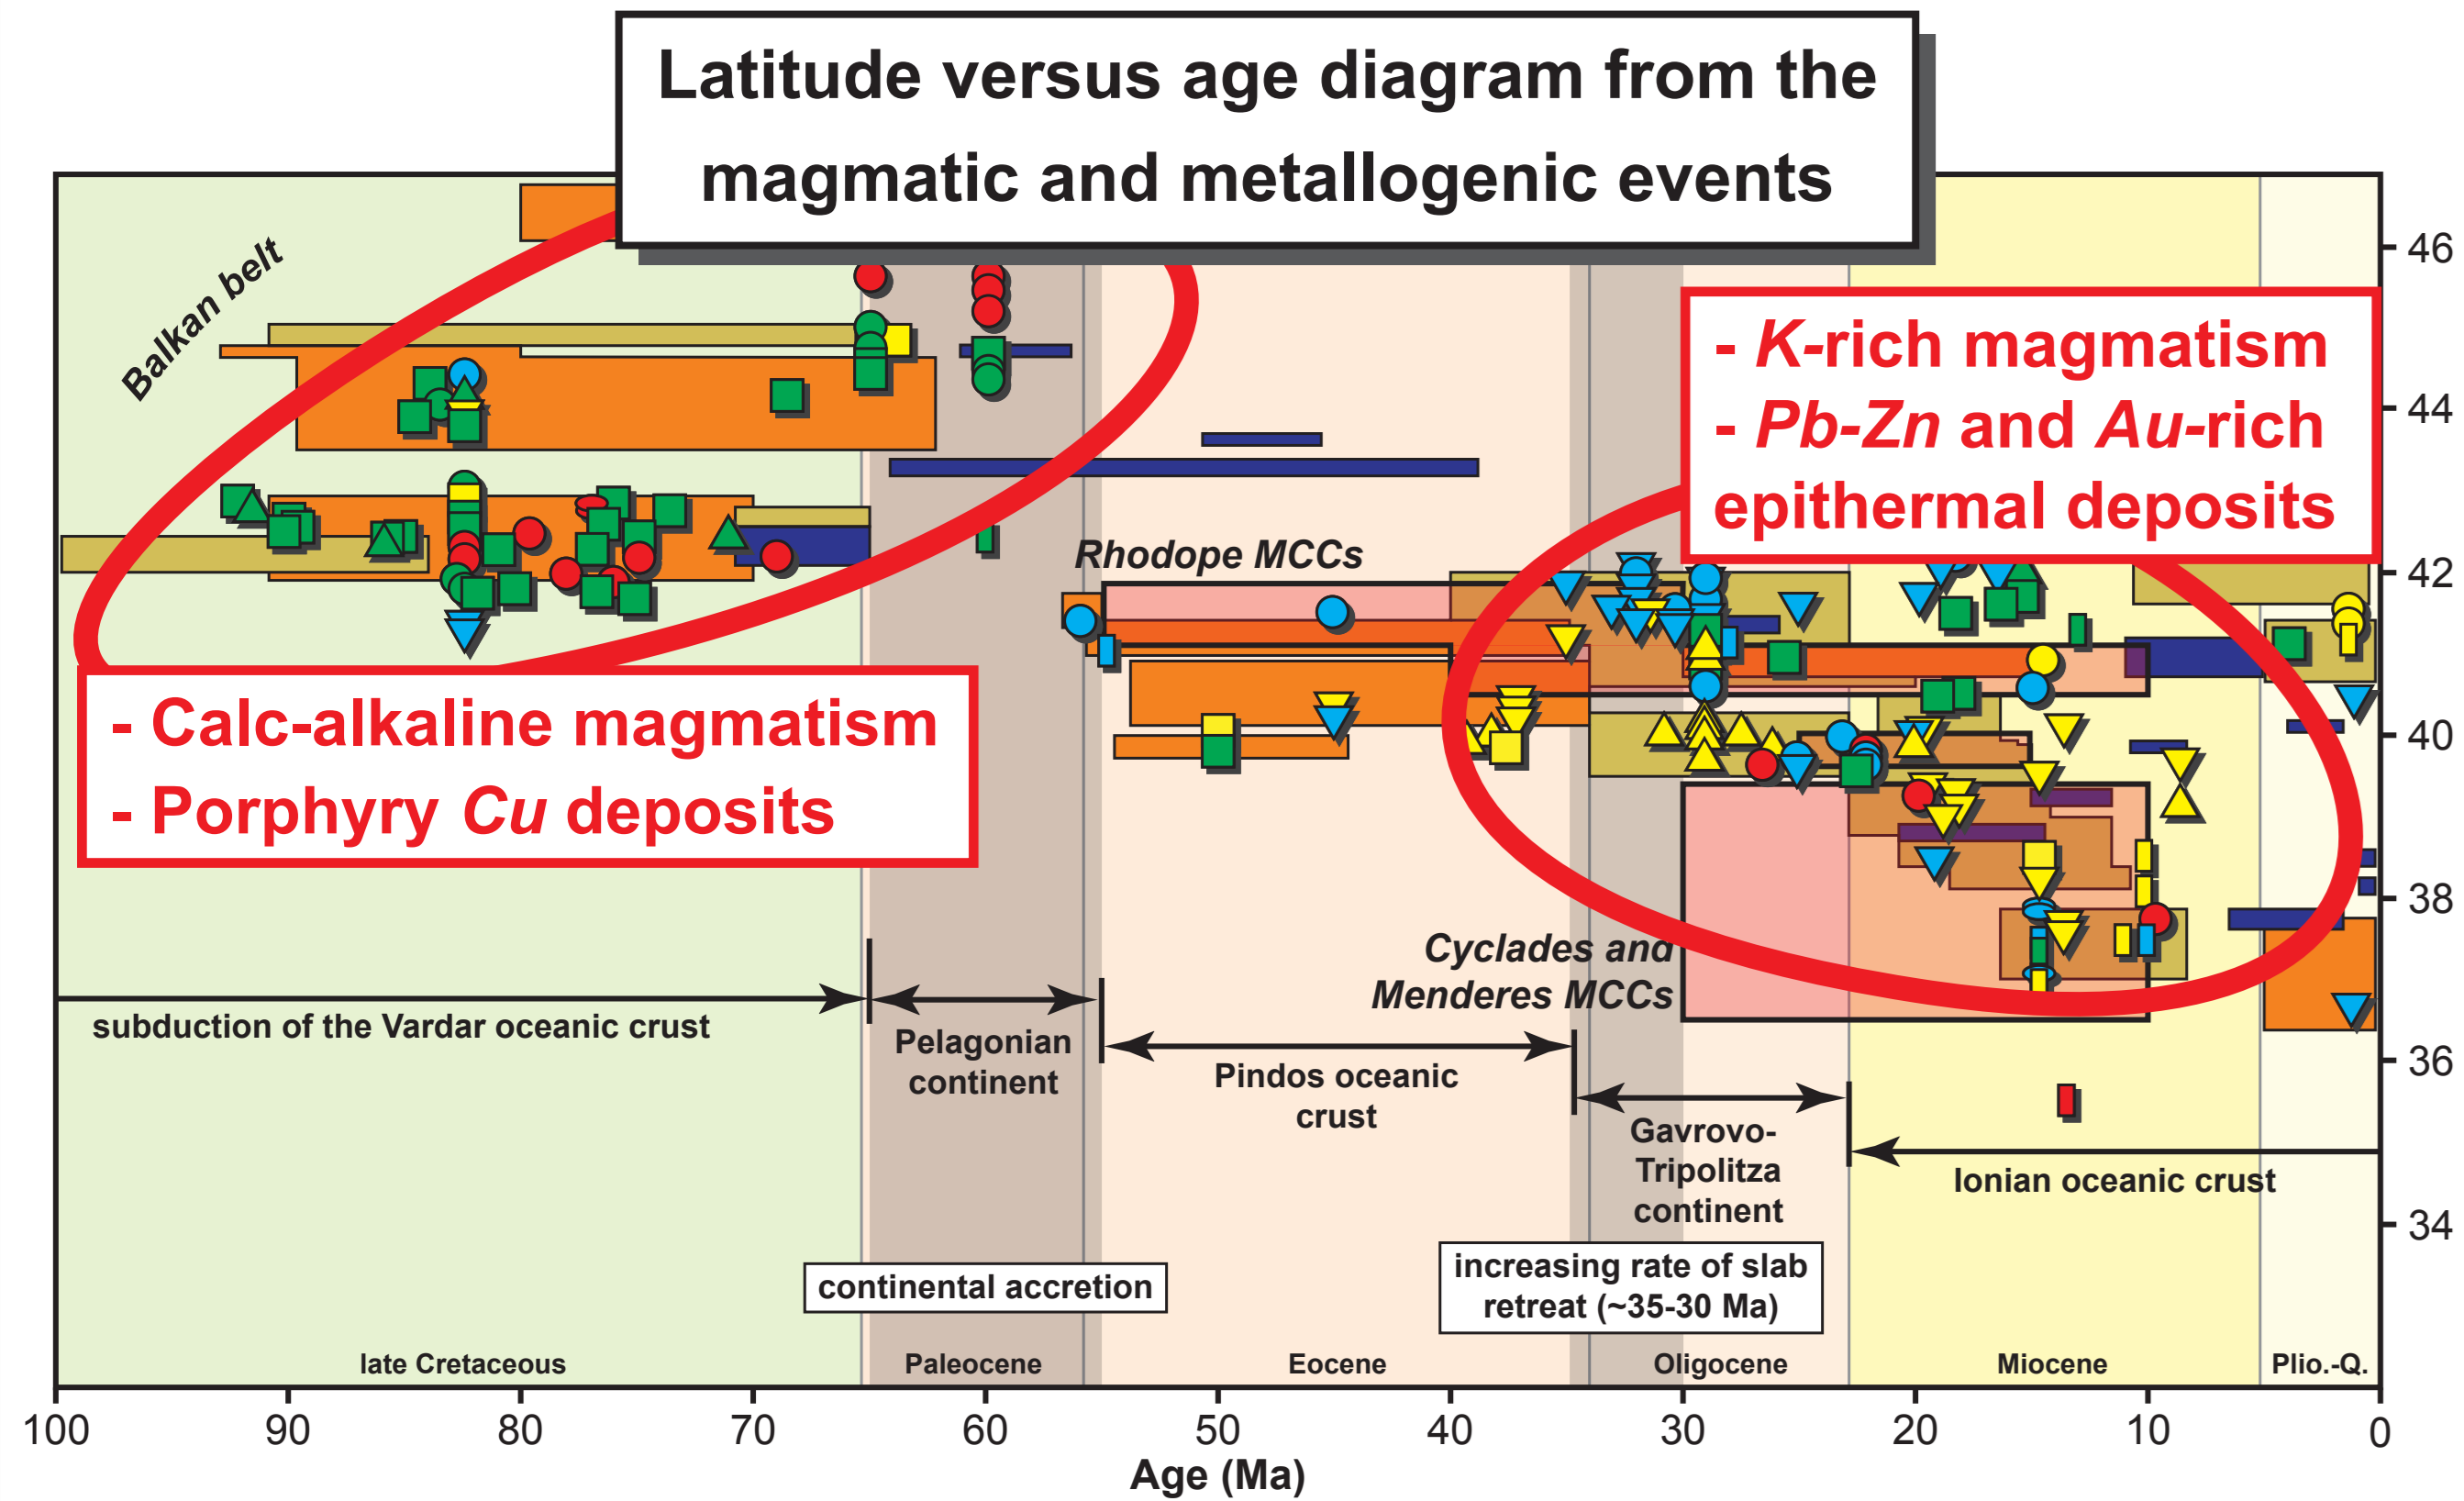 Latitude versus age diagram from the
magmatic and metallogenic events
Balkan belt
46
44
42
40
38
36
34
- K-rich magmatism
- Pb-Zn and Au-rich
epithermal deposits
Rhodope MCCs
- Calc-alkaline magmatism
- Porphyry Cu deposits
Cyclades and
Menderes MCCs
subduction of the Vardar oceanic crust
Pelagonian
continent
Pindos oceanic
crust
Gavrovo-
Tripolitza
continent
Ionian oceanic crust
continental accretion
increasing rate of slab
retreat (~35-30 Ma)
late Cretaceous
Paleocene
Eocene
Oligocene
Miocene
Plio.-Q.
100
90
80
70
60
50
40
30
20
10
0
Age (Ma)